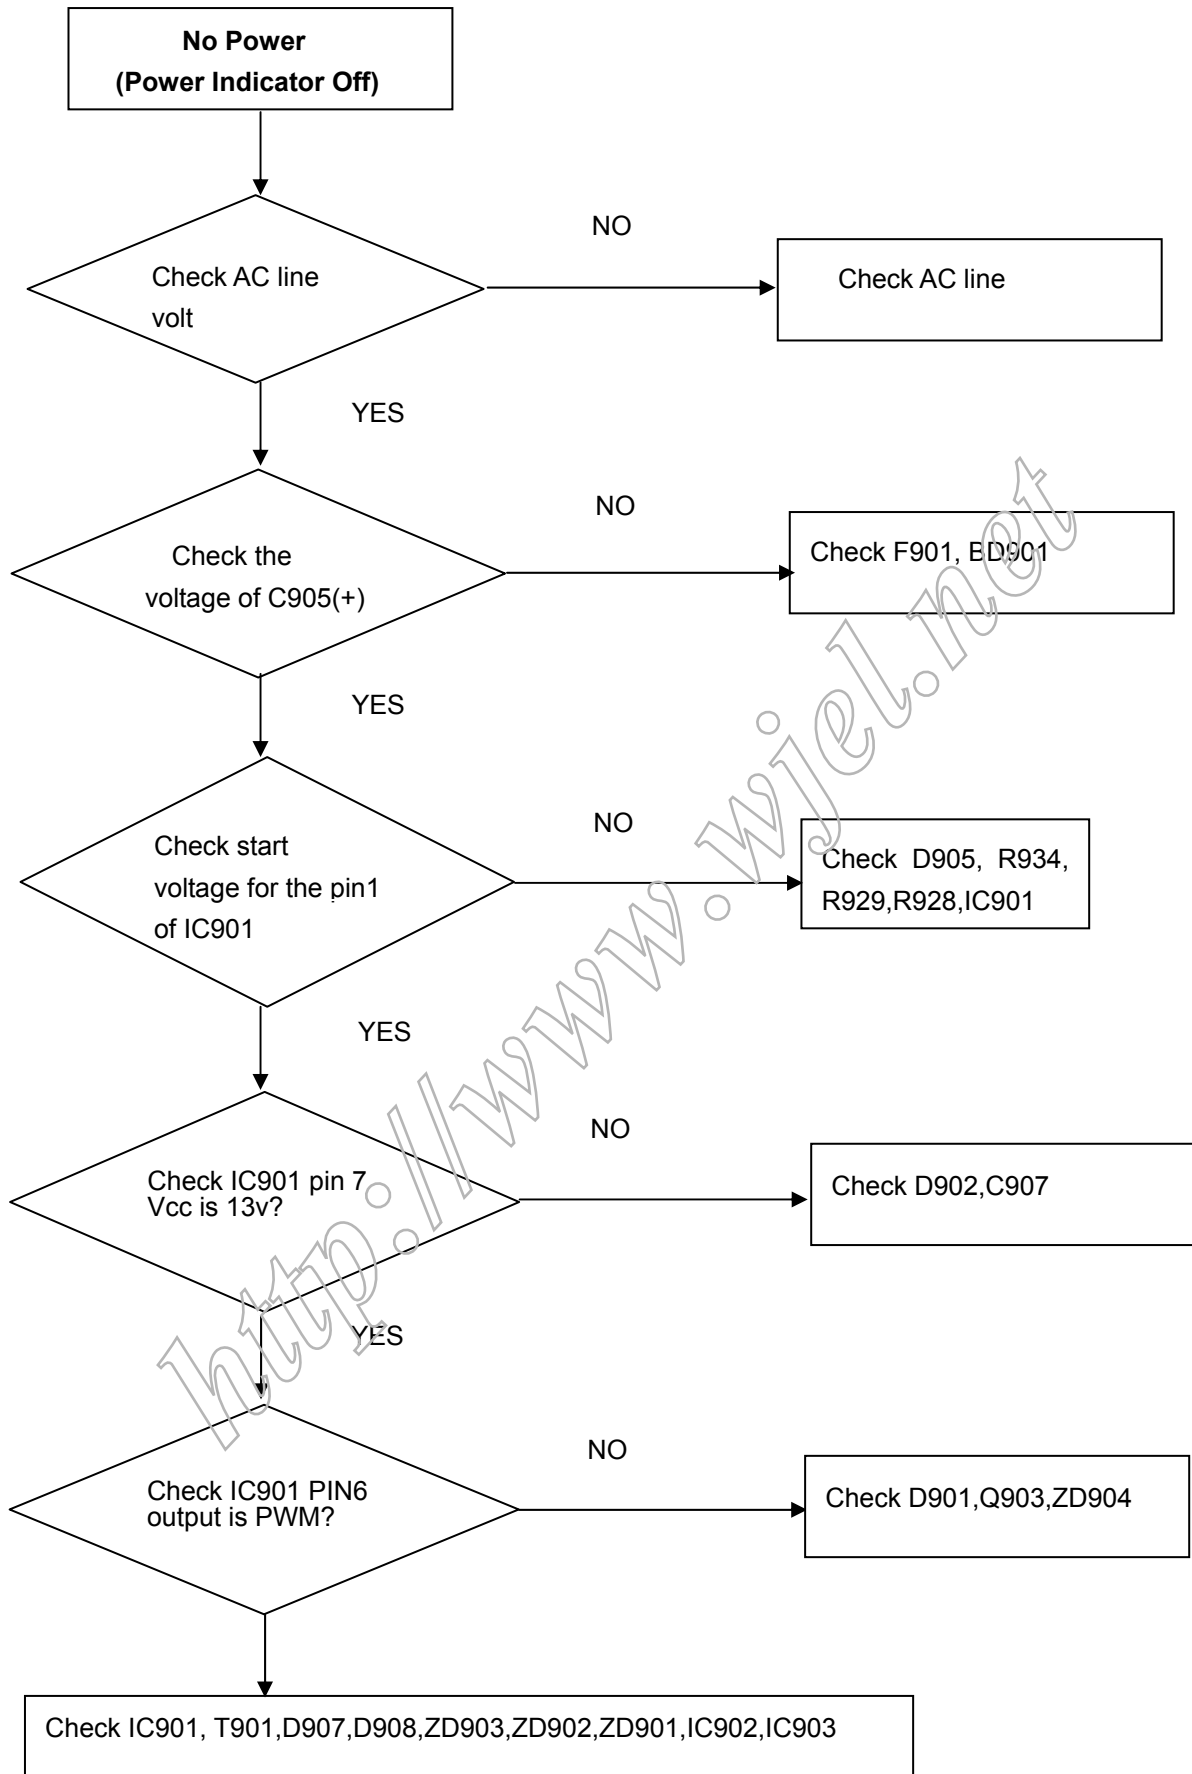 No Power
(Power Indicator Off)
NO
Check AC line
volt
Check AC line
YES
NO
Check the
voltage of C905(+)
Check F901, BD901
YES
NO
Check start
voltage for the pin1
of IC901
Check D905, R934,
R929,R928,IC901
YES
NO
Check IC901 pin 7
Vcc is 13v?
Check D902,C907
YES
NO
Check IC901 PIN6
output is PWM?
Check D901,Q903,ZD904
Check IC901, T901,D907,D908,ZD903,ZD902,ZD901,IC902,IC903
http://www.wjel.net